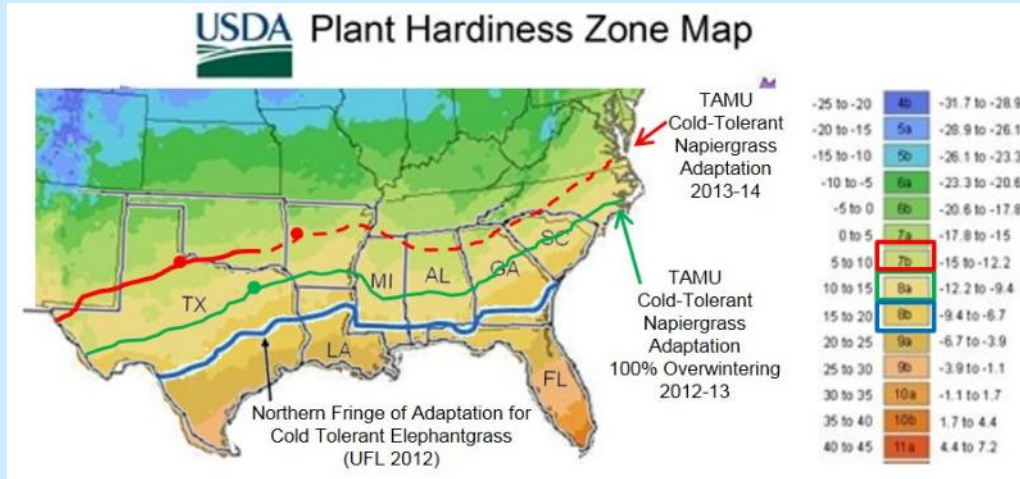 USDA Plant Hardiness Zone Map
TAMU
Cold-Tolerant
Napiergrass
Adaptation
2013-14
TX
MI
AL
GA
SC
LA
FL
TAMU
Cold-Tolerant
Napiergrass
Adaptation
100% Overwintering
2012-13
Northern Fringe of Adaptation for
Cold Tolerant Elephantgrass
(UFL 2012)
-25 to -20 4b -31.7 to -28.9
-20 to -15 5a -28.9 to -26.1
-15 to -10 5b -26.1 to -23.3
-10 to -5 6a -23.3 to -20.6
-5 to 0 6b -20.6 to -17.8
0 to 5 7a -17.8 to -15
5 to 10 7b -15 to -12.2
10 to 15 8a -12.2 to -9.4
15 to 20 8b -9.4 to -6.7
20 to 25 9a -6.7 to -3.9
25 to 30 9b -3.9 to -1.1
30 to 35 10a -1.1 to 1.7
35 to 40 10b 1.7 to 4.4
40 to 45 11a 4.4 to 7.2